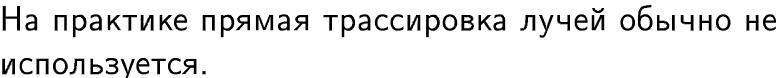 На практике прямая трассировка лучей обычно не
используется.